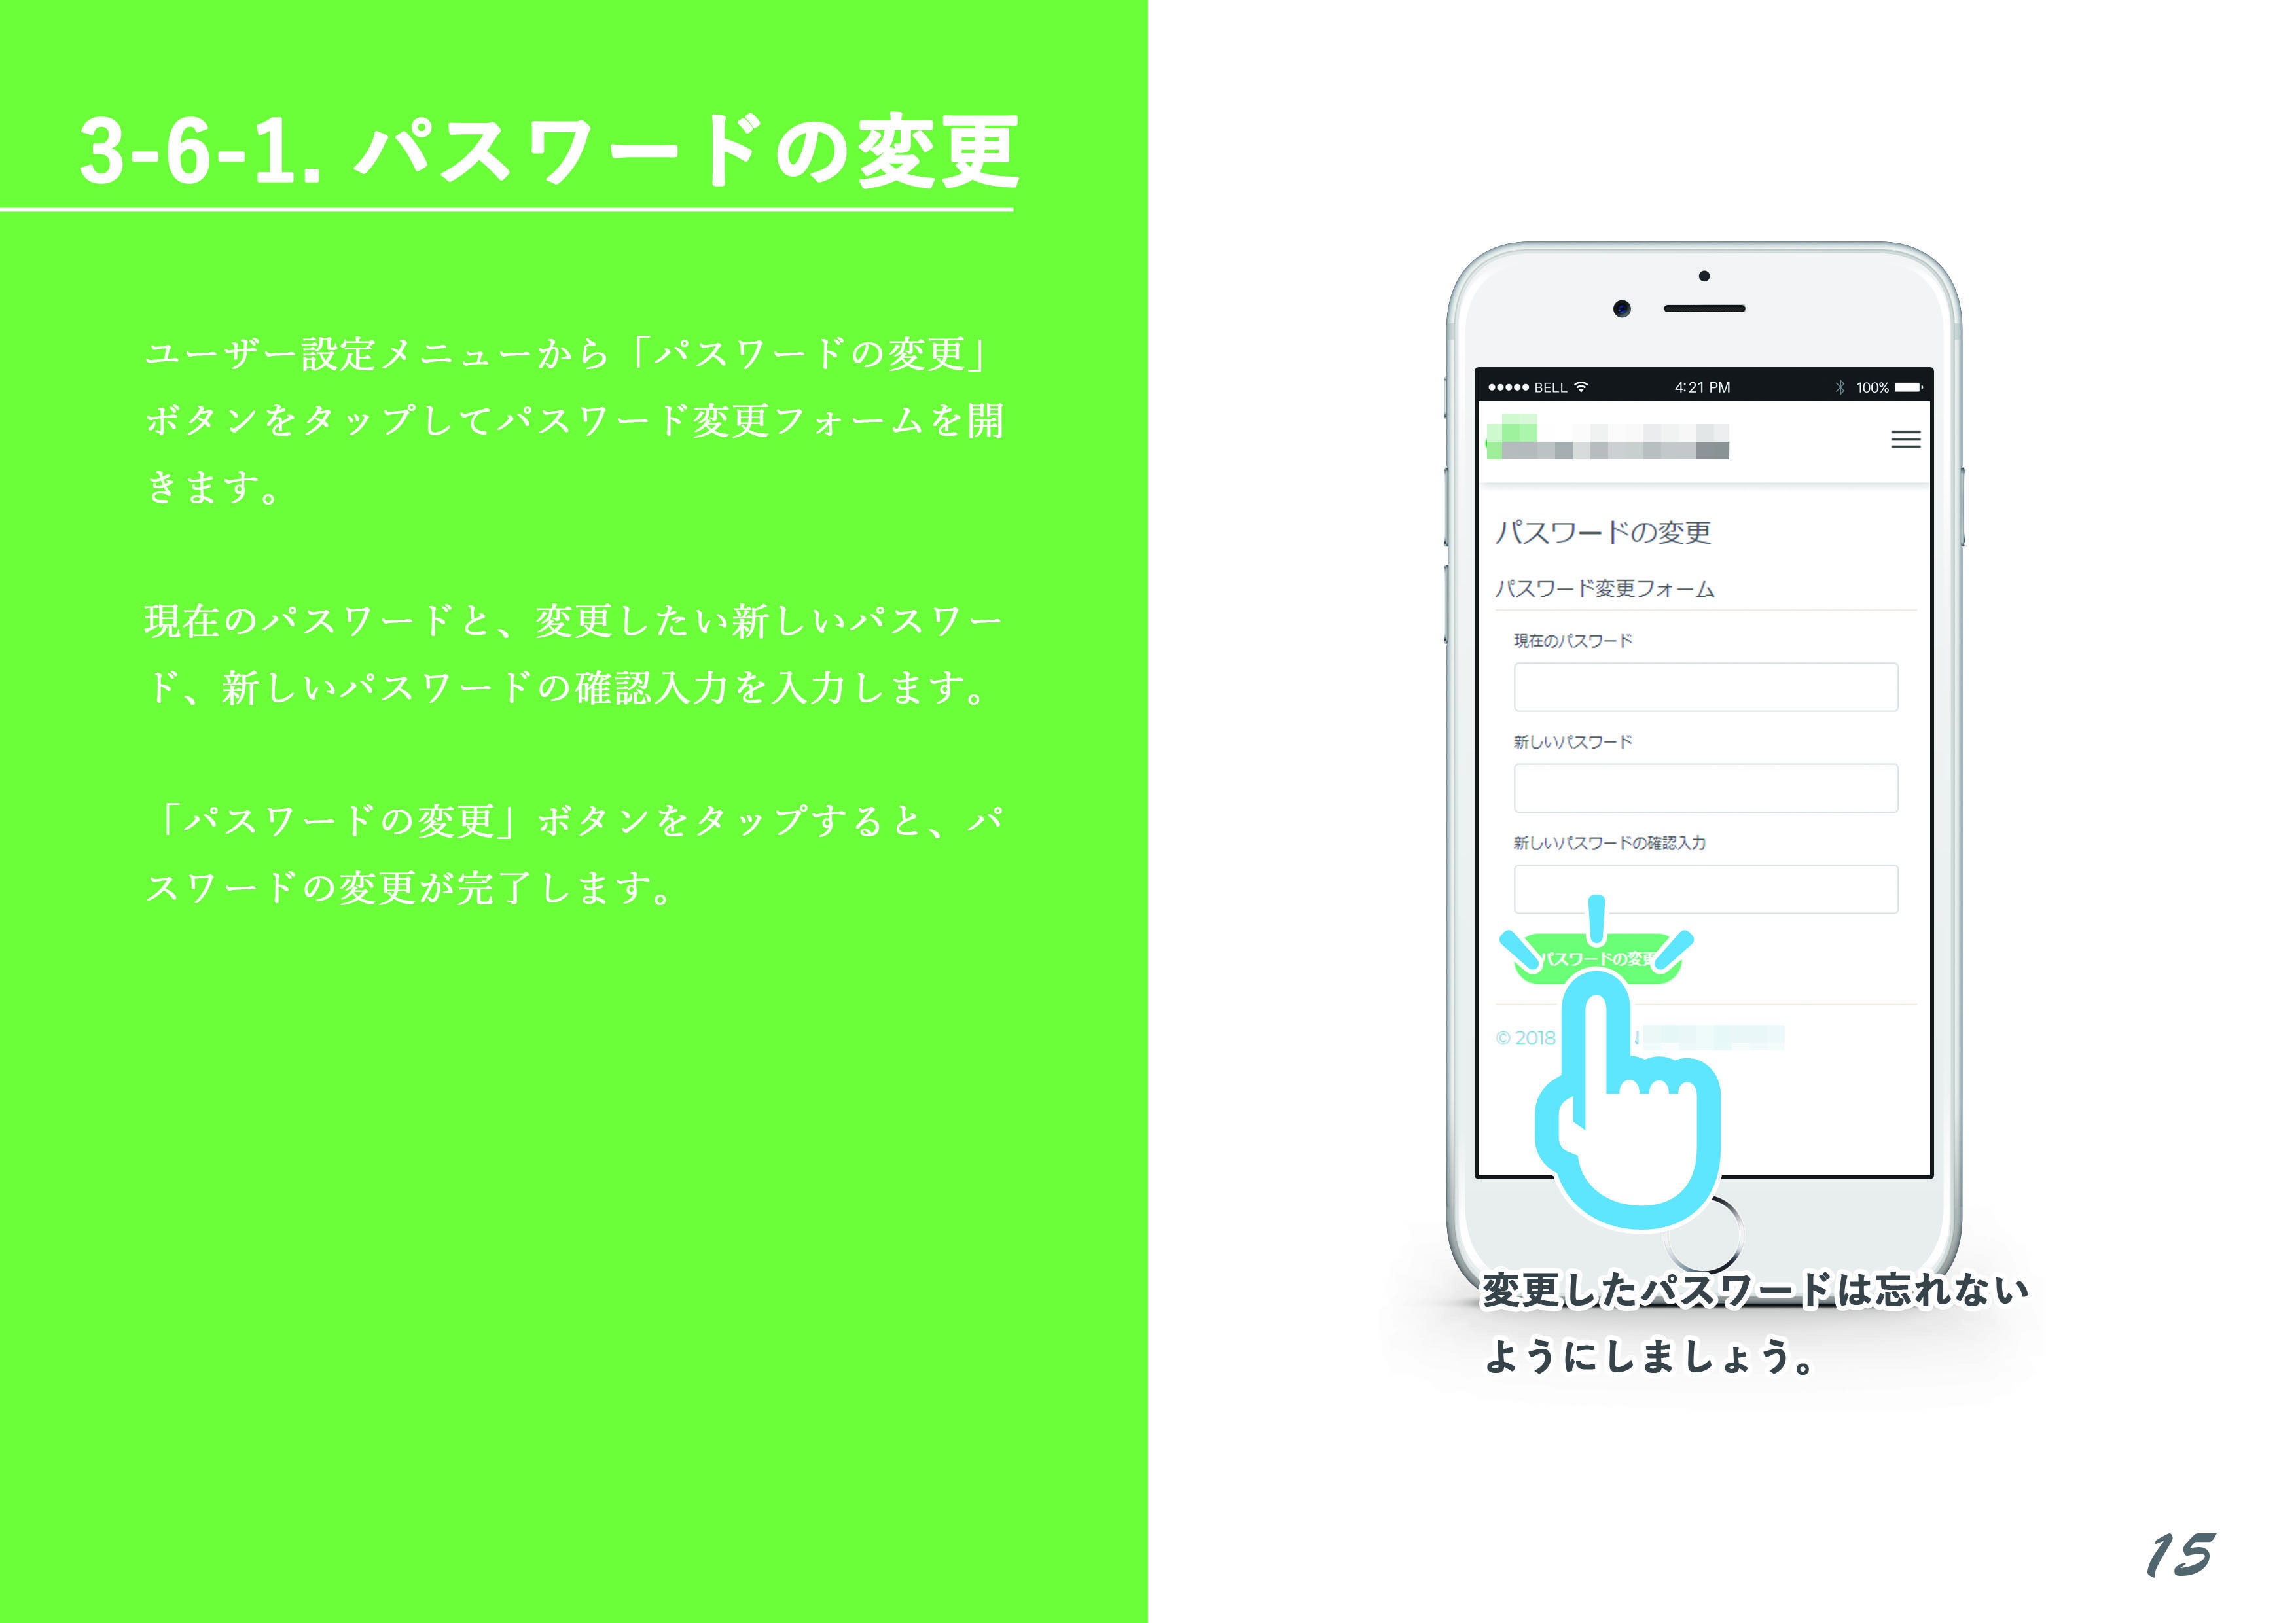 3-6-1. パスワードの変更
ユーザー設定メニューから「パスワードの変更」
ボタンをタップしてパスワード変更フォームを開
きます。
現在のパスワードと、変更したい新しいパスワー
ド、新しいパスワードの確認入力を入力します。
「パスワードの変更」ボタンをタップすると、パ
スワードの変更が完了します。
BELL 4:21 PM 100%
パスワードの変更
パスワード変更フォーム
現在のパスワード
新しいパスワード
新しいパスワードの確認入力
パスワードの変更
© 2018
変更したパスワードは忘れない
ようにしましょう。
15